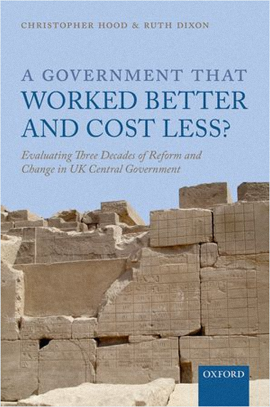 CHRISTOPHER HOOD & RUTH DIXON
A GOVERNMENT THAT
WORKED BETTER
AND COST LESS?
Evaluating Three Decades of Reform and
Change in UK Central Government
OXFORD